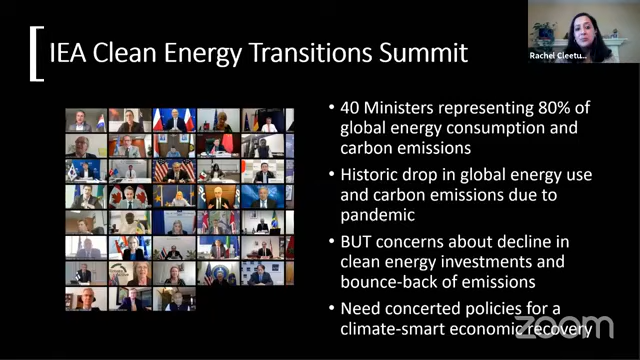 IEA Clean Energy Transitions Summit
Rachel Cleetu...
• 40 Ministers representing 80% of
global energy consumption and
carbon emissions
• Historic drop in global energy use
and carbon emissions due to
pandemic
• BUT concerns about decline in
clean energy investments and
bounce-back of emissions
• Need concerted policies for a
climate-smart economic recovery
zoom